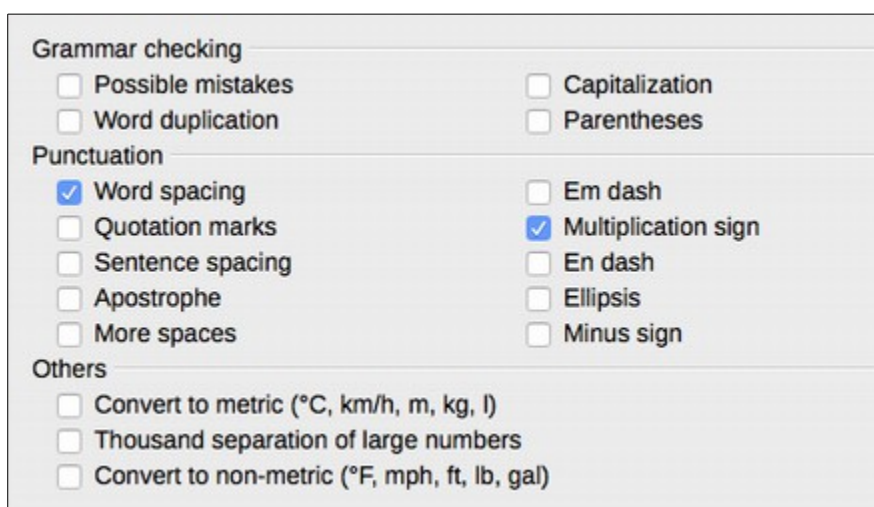 Grammar checking
Possible mistakes Capitalization
Word duplication Parentheses
Punctuation
Word spacing Em dash
Quotation marks Multiplication sign
Sentence spacing En dash
Apostrophe Ellipsis
More spaces Minus sign
Others
Convert to metric (°C, km/h, m, kg, l)
Thousand separation of large numbers
Convert to non-metric (°F, mph, ft, lb, gal)